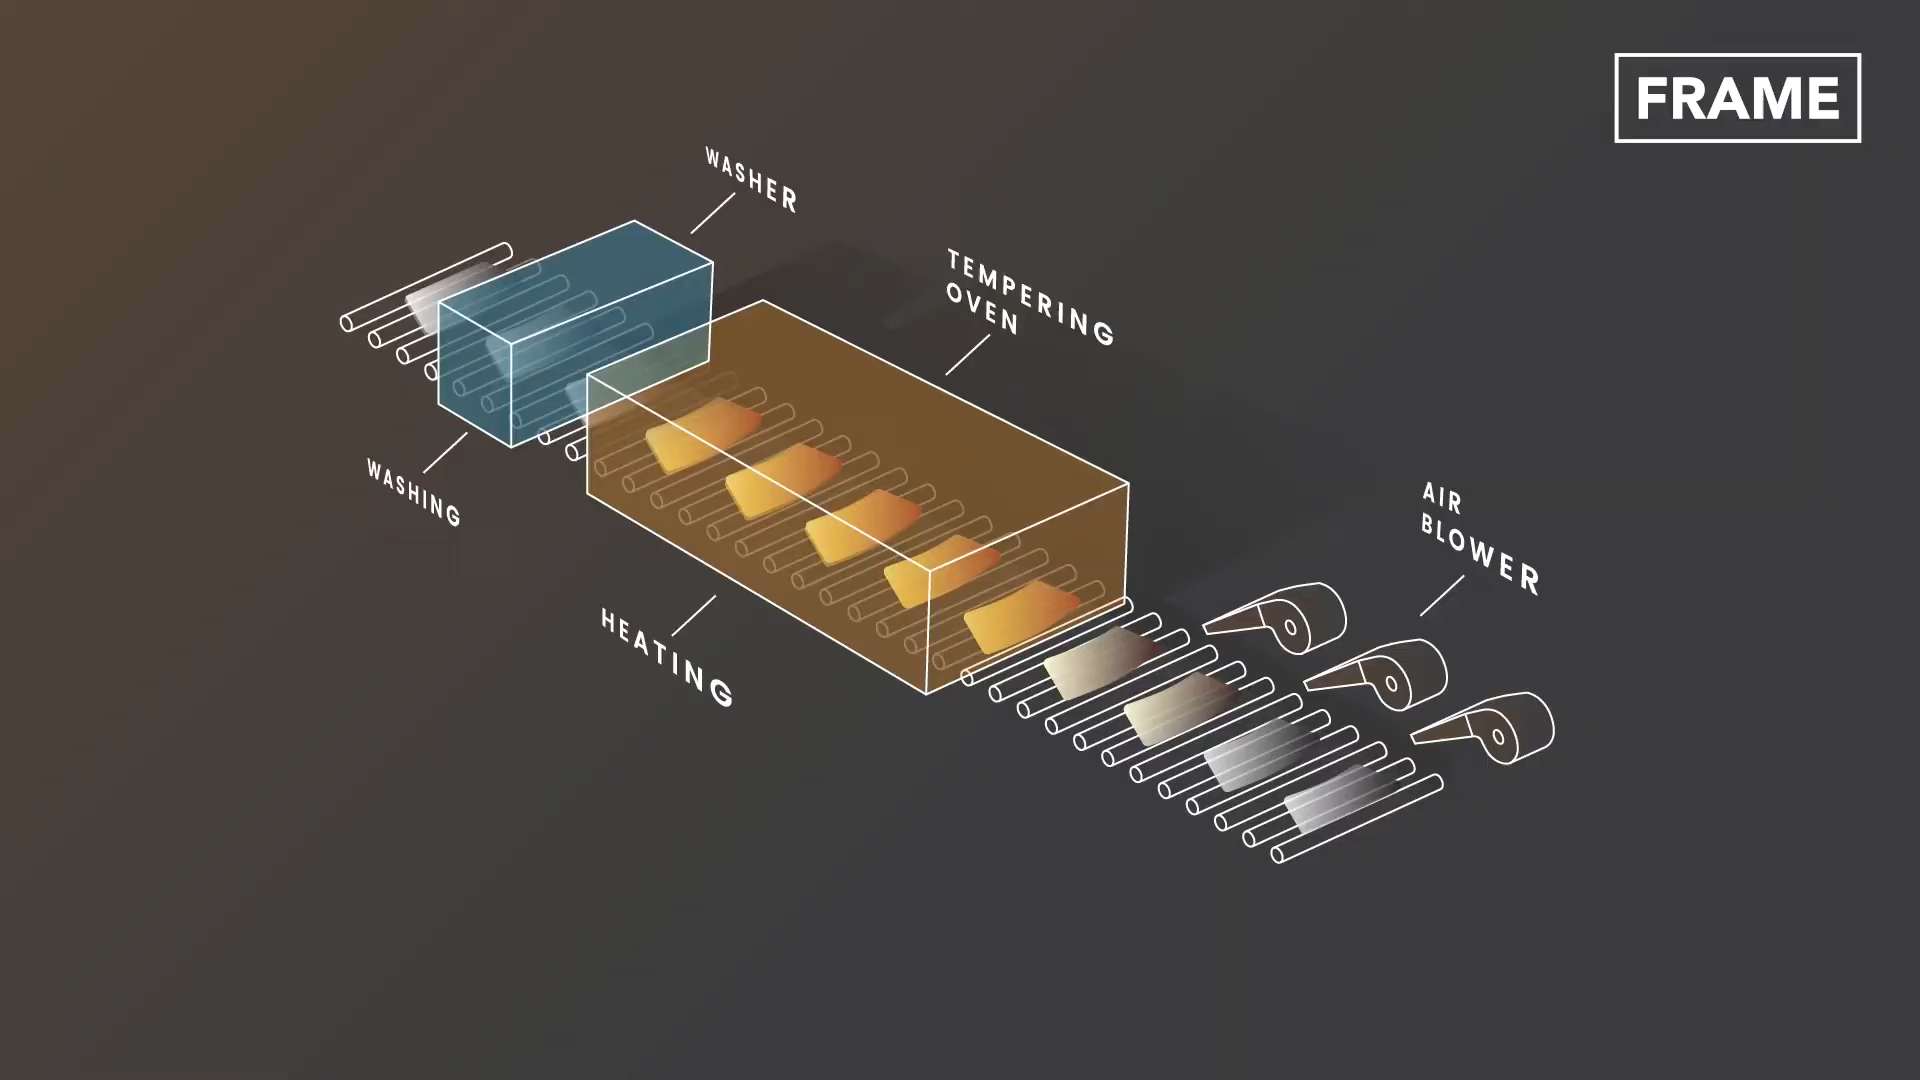 FRAME
WASHER
TEMPERING
OVEN
WASHING
AIR
BLOWER
HEATING